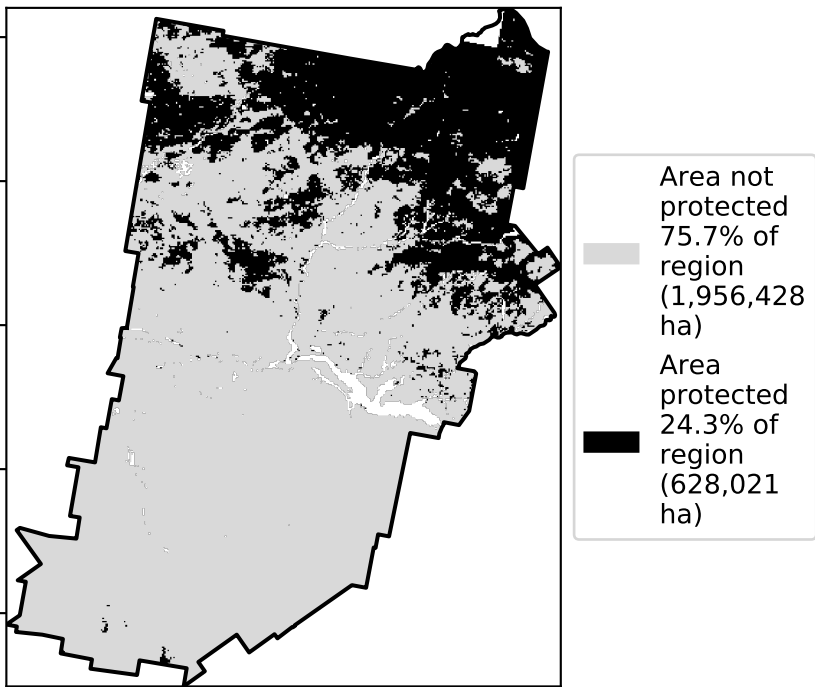 Area not
protected
75.7% of
region
(1,956,428
ha)
Area
protected
24.3% of
region
(628,021
ha)